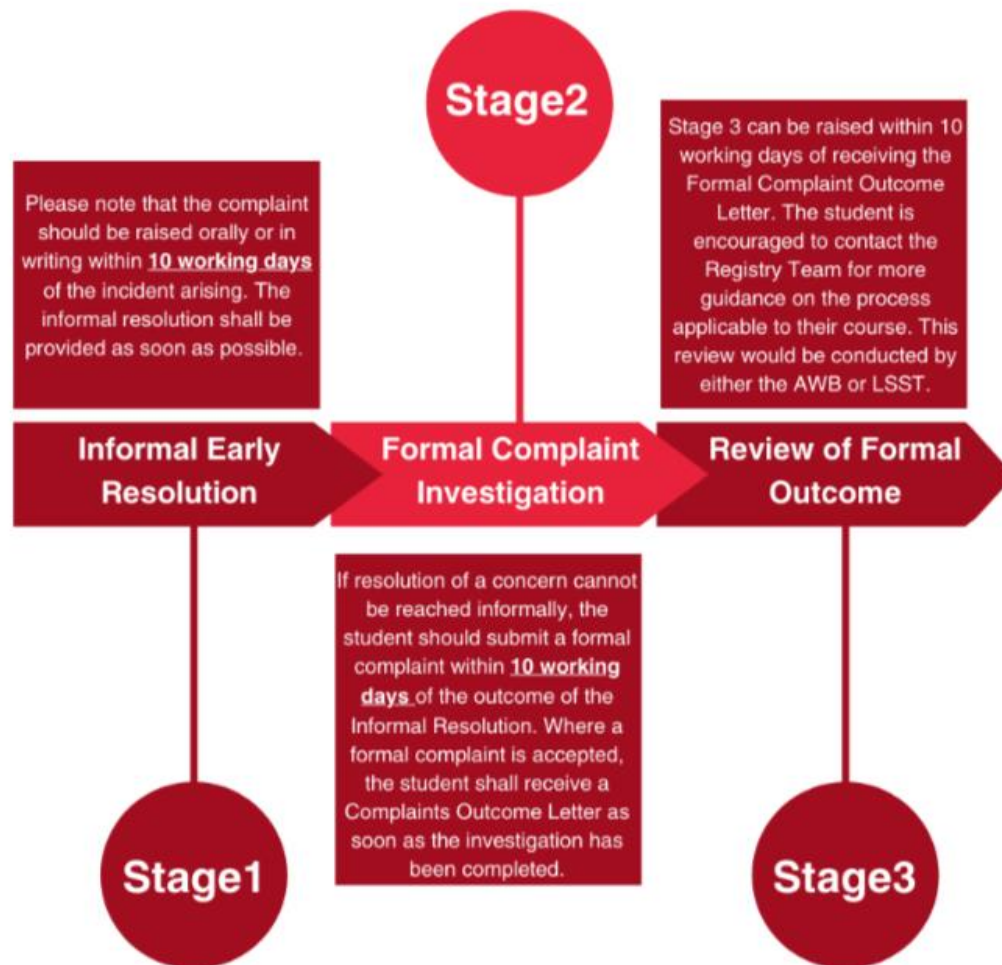 Stage2
Please note that the complaint
should be raised orally or in
writing within 10 working days
of the incident arising. The
informal resolution shall be
provided as soon as possible.
Stage 3 can be raised within 10
working days of receiving the
Formal Complaint Outcome
Letter. The student is
encouraged to contact the
Registry Team for more
guidance on the process
applicable to their course. This
review would be conducted by
either the AWB or LSST.
Informal Early
Resolution
Formal Complaint
Investigation
Review of Formal
Outcome
If resolution of a concern cannot
be reached informally, the
student should submit a formal
complaint within 10 working
days of the outcome of the
Informal Resolution. Where a
formal complaint is accepted,
the student shall receive a
Complaints Outcome Letter as
soon as the investigation has
been completed.
Stage1
Stage3